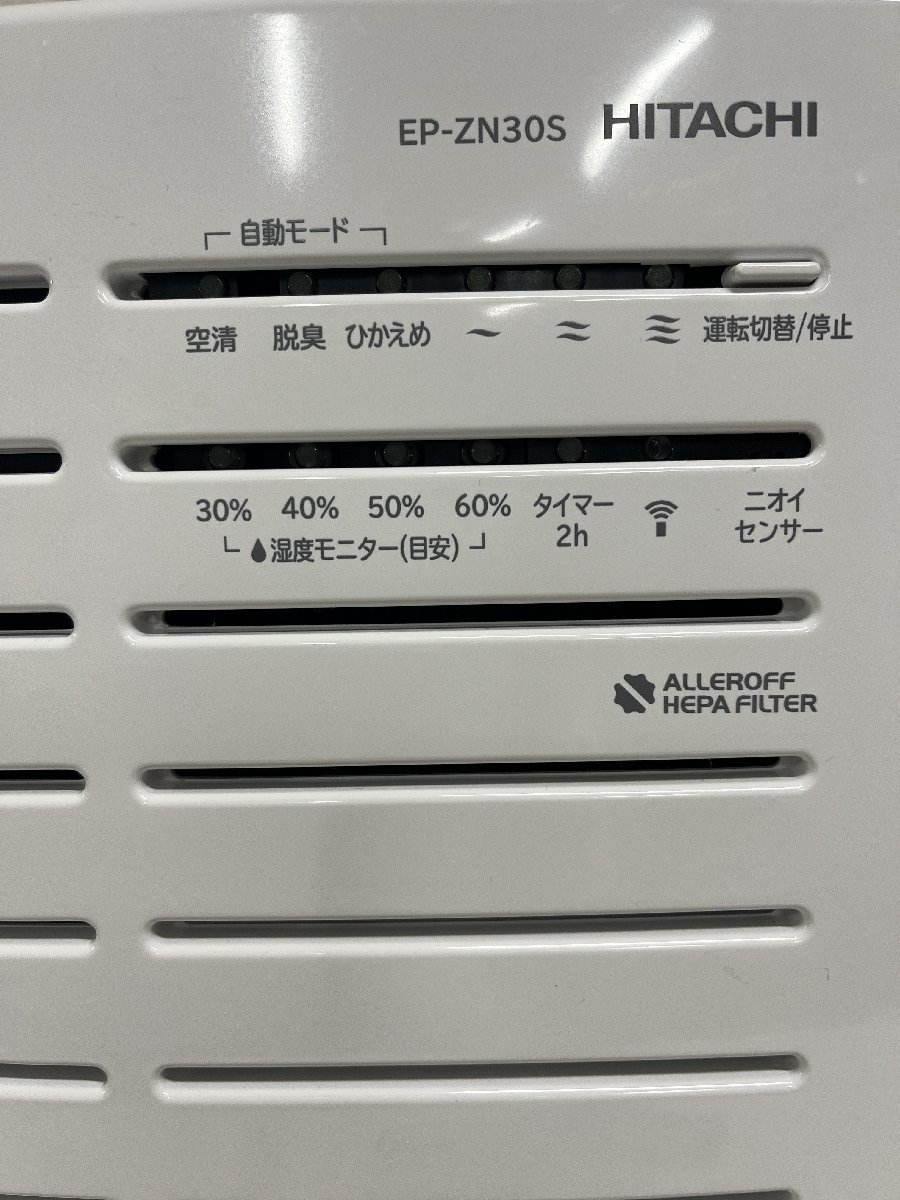 EP-ZN30S HITACHI
自動モード
空清 脱臭 ひかえめ 運転切替/停止
30% 40% 50% 60% タイマー 2h ニオイ センサー
湿度モニター(目安)
ALLEROFF
HEPA FILTER